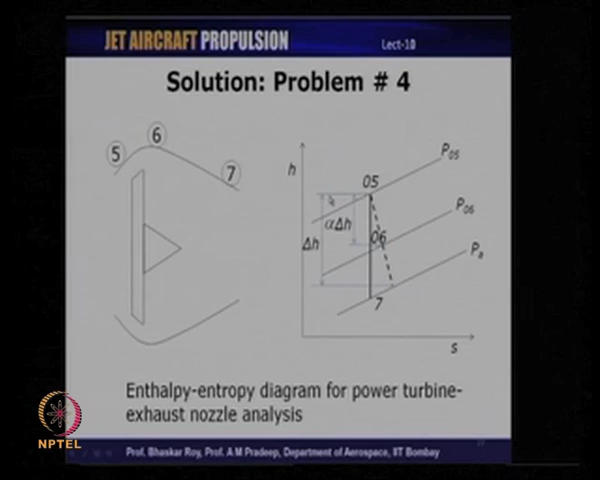 JET AIRCRAFT PROPULSION
Lect-10
Solution: Problem # 4
5
6
7
h
05
P05
αΔh
06
P06
Δh
Pa
7
s
Enthalpy-entropy diagram for power turbine-
exhaust nozzle analysis
NPTEL
Prof. Bhaskar Roy, Prof. A M Pradeep, Department of Aerospace, IIT Bombay